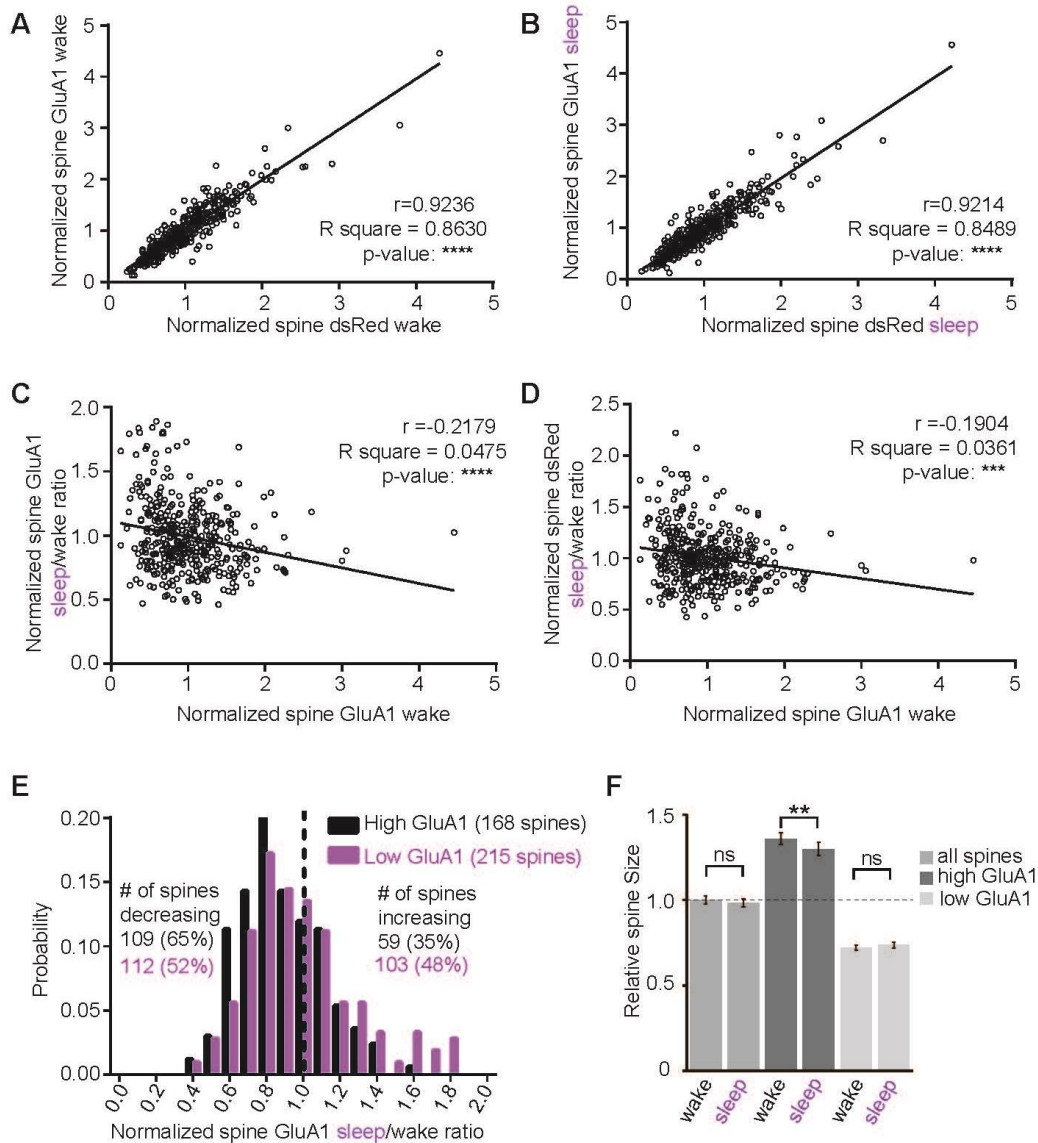 A
Normalized spine GluA1 wake
5
4
3
2
1
0
r=0.9236
R square = 0.8630
p-value: ****
0 1 2 3 4 5
Normalized spine dsRed wake
B
Normalized spine GluA1 sleep
5
4
3
2
1
0
r=0.9214
R square = 0.8489
p-value: ****
0 1 2 3 4 5
Normalized spine dsRed sleep
C
Normalized spine GluA1
sleep/wake ratio
2.0
1.5
1.0
0.5
0.0
r =-0.2179
R square = 0.0475
p-value: ****
0 1 2 3 4 5
Normalized spine GluA1 wake
D
Normalized spine dsRed
sleep/wake ratio
2.5
2.0
1.5
1.0
0.5
0.0
r =-0.1904
R square = 0.0361
p-value: ***
0 1 2 3 4 5
Normalized spine GluA1 wake
E
Probability
0.20
0.15
0.10
0.05
0.00
High GluA1 (168 spines)
Low GluA1 (215 spines)
# of spines
decreasing
109 (65%)
112 (52%)
# of spines
increasing
59 (35%)
103 (48%)
0.0 0.2 0.4 0.6 0.8 1.0 1.2 1.4 1.6 1.8 2.0
Normalized spine GluA1 sleep/wake ratio
F
Relative spine Size
1.5
1.0
0.5
0
ns
**
ns
all spines
high GluA1
low GluA1
wake sleep wake sleep wake sleep